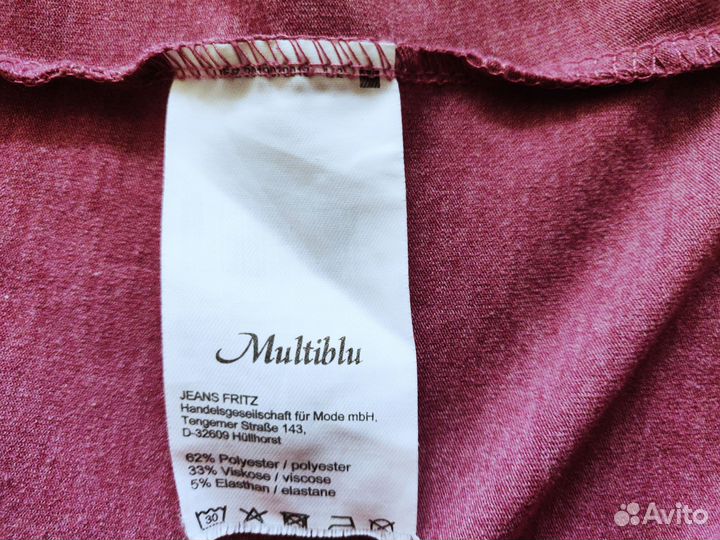 Multiblu
JEANS FRITZ
Handelsgesellschaft für Mode mbH,
Tengerner Straße 143,
D-32609 Hüllhorst
62% Polyester / polyester
33% Viskose / viscose
5% Elasthan / elastane
30
Avito